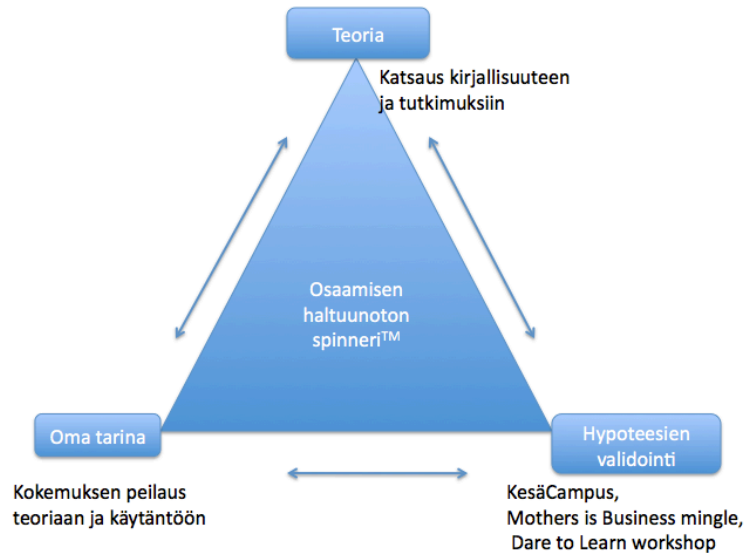 Teoria
Katsaus kirjallisuuteen
ja tutkimuksiin
Osaamisen
haltuunoton
spinneri™
Oma tarina
Kokemuksen peilaus
teoriaan ja käytäntöön
Hypoteesien
validointi
KesäCampus,
Mothers is Business mingle,
Dare to Learn workshop